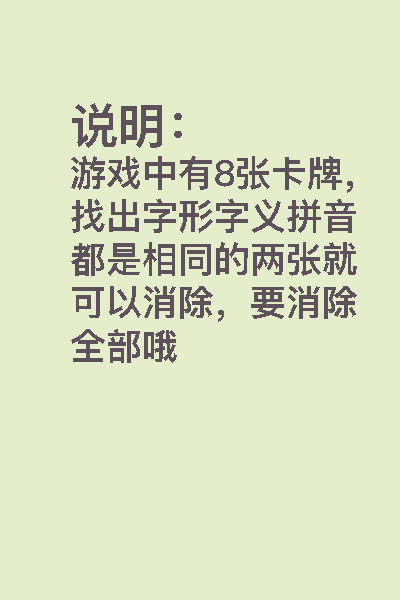 说明：
游戏中有8张卡牌，
找出字形字义拼音
都是相同的两张就
可以消除，要消除
全部哦